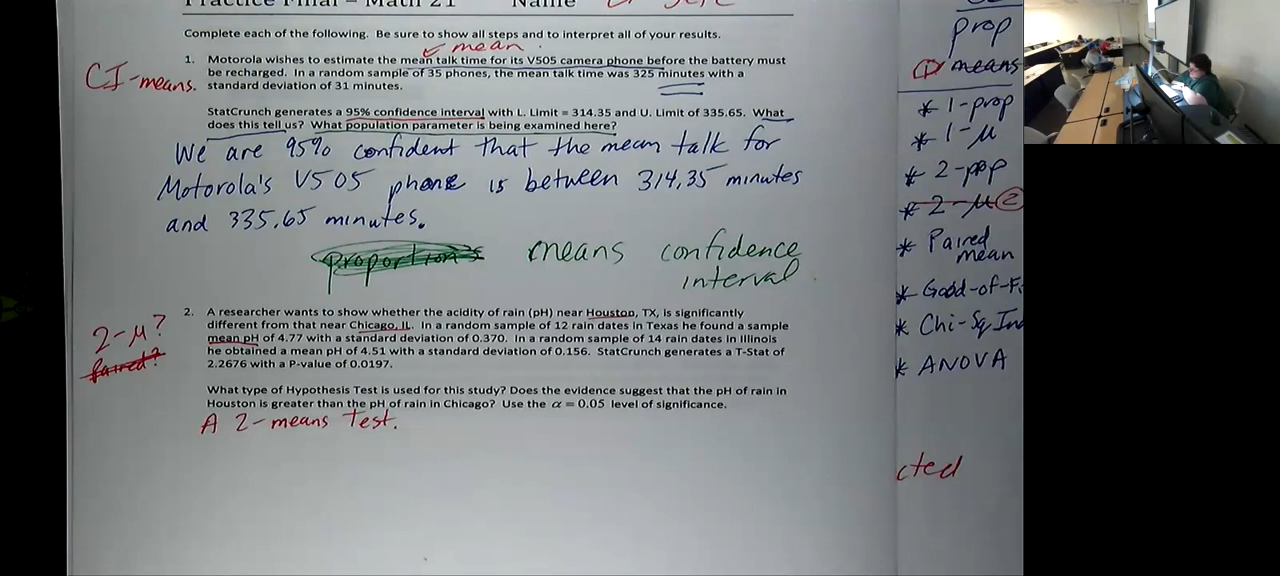 Practice Final – Math 21 Name
Complete each of the following. Be sure to show all steps and to interpret all of your results.
mean
1. Motorola wishes to estimate the mean talk time for its V505 camera phone before the battery must
be recharged. In a random sample of 35 phones, the mean talk time was 325 minutes with a
standard deviation of 31 minutes.
CI-means.
StatCrunch generates a 95% confidence interval with L. Limit = 314.35 and U. Limit of 335.65. What
does this tell us? What population parameter is being examined here?
We are 95% confident that the mean talk for
Motorola's V505 phone is between 314.35 minutes
and 335.65 minutes.
proportions means confidence
interval
2. A researcher wants to show whether the acidity of rain (pH) near Houston, TX, is significantly
different from that near Chicago, IL. In a random sample of 12 rain dates in Texas he found a sample
mean pH of 4.77 with a standard deviation of 0.370. In a random sample of 14 rain dates in Illinois
he obtained a mean pH of 4.51 with a standard deviation of 0.156. StatCrunch generates a T-Stat of
2.2676 with a P-value of 0.0197.
2-μ?
Paired?
What type of Hypothesis Test is used for this study? Does the evidence suggest that the pH of rain in
Houston is greater than the pH of rain in Chicago? Use the α = 0.05 level of significance.
A 2-means Test.
prop
① means
* 1-prop
* 1-μ
* 2-prop
* 2-μ ②
* Paired
mean
* Good-of-Fi
* Chi-Sq Ind
* ANOVA
cted